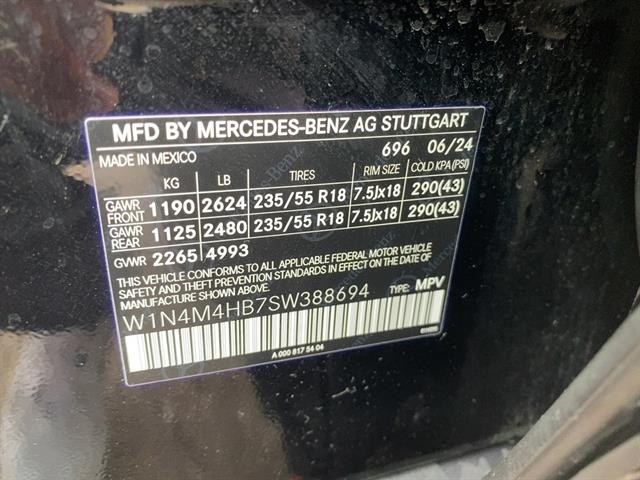 MFD BY MERCEDES-BENZ AG STUTTGART
MADE IN MEXICO 696 06/24
KG LB TIRES RIM SIZE COLD KPA(PSI)
GAWR FRONT 1190 2624 235/55 R18 7.5Jx18 290(43)
GAWR REAR 1125 2480 235/55 R18 7.5Jx18 290(43)
GVWR 2265 4993
THIS VEHICLE CONFORMS TO ALL APPLICABLE FEDERAL MOTOR VEHICLE
SAFETY AND THEFT PREVENTION STANDARDS IN EFFECT ON THE DATE
OF MANUFACTURE SHOWN ABOVE.
W1N4M4HB7SW388694 TYPE: MPV
A 000 817 54 04